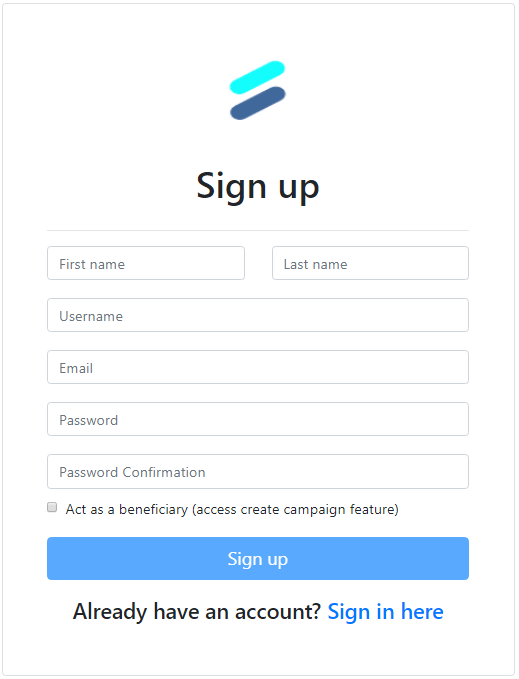 Sign up
First name
Last name
Username
Email
Password
Password Confirmation
Act as a beneficiary (access create campaign feature)
Sign up
Already have an account? Sign in here